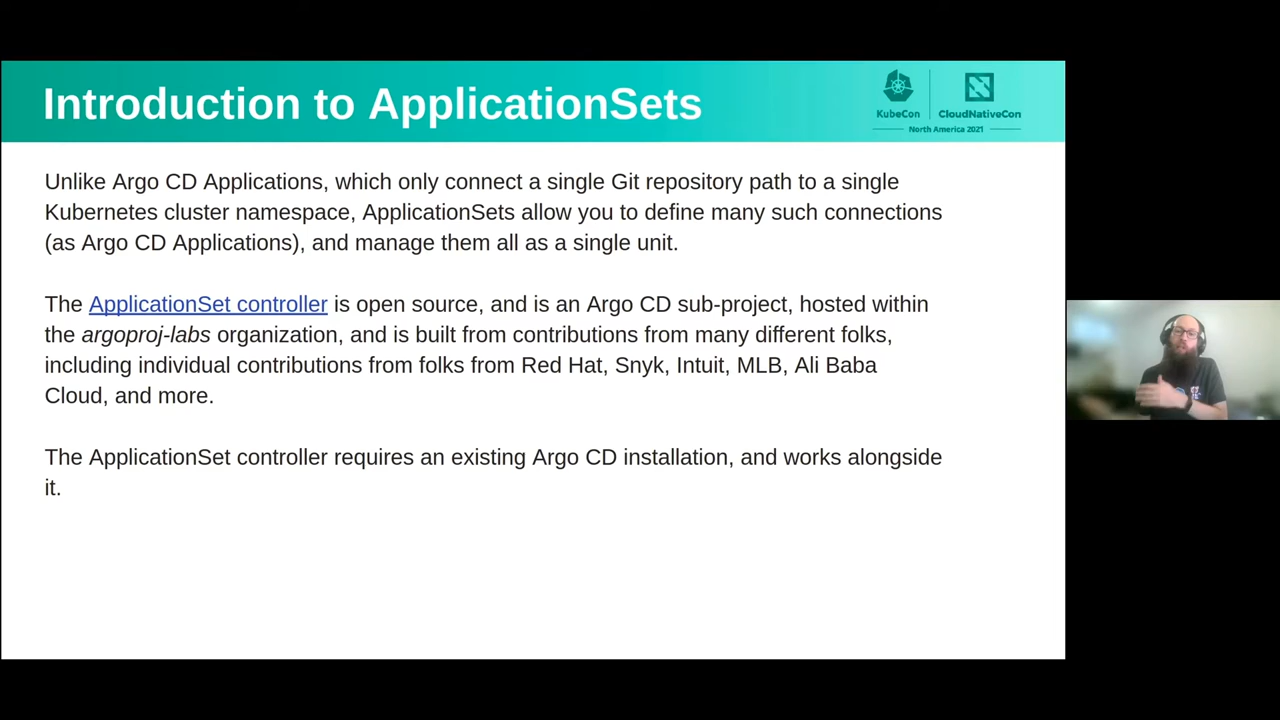 Introduction to ApplicationSets
KubeCon
CloudNativeCon
North America 2021
Unlike Argo CD Applications, which only connect a single Git repository path to a single
Kubernetes cluster namespace, ApplicationSets allow you to define many such connections
(as Argo CD Applications), and manage them all as a single unit.
The ApplicationSet controller is open source, and is an Argo CD sub-project, hosted within
the argoproj-labs organization, and is built from contributions from many different folks,
including individual contributions from folks from Red Hat, Snyk, Intuit, MLB, Ali Baba
Cloud, and more.
The ApplicationSet controller requires an existing Argo CD installation, and works alongside
it.